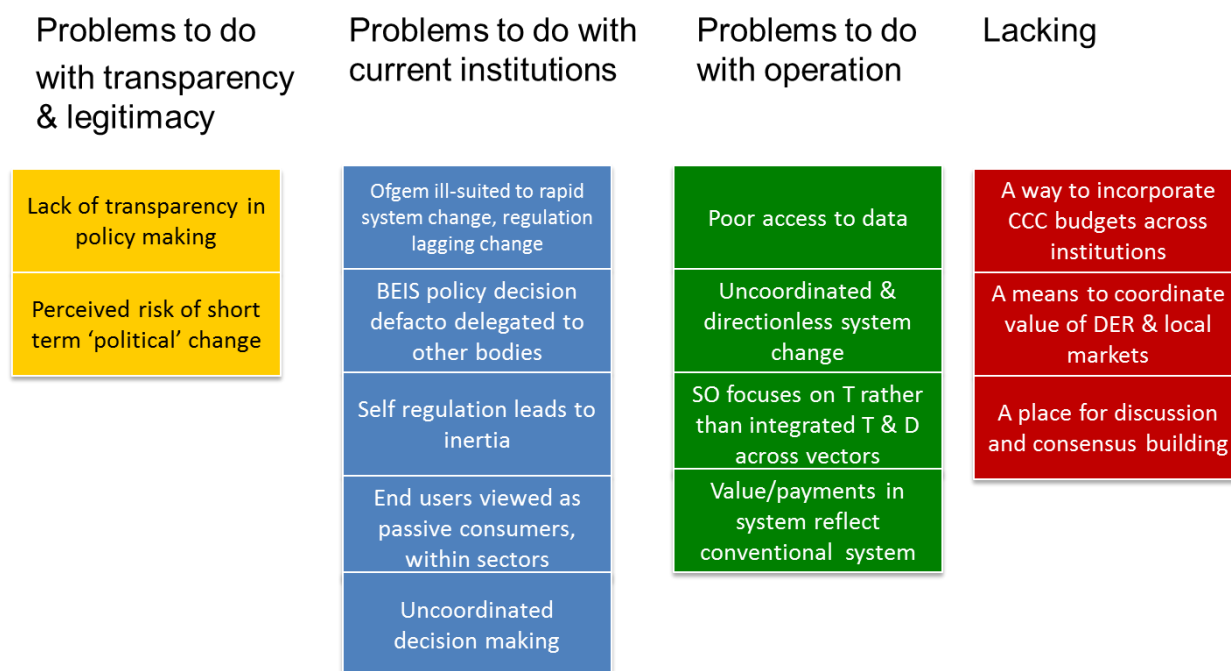 Problems to do
with transparency
& legitimacy
Lack of transparency in
policy making
Perceived risk of short
term ‘political’ change
Problems to do with
current institutions
Ofgem ill-suited to rapid
system change, regulation
lagging change
BEIS policy decision
defacto delegated to
other bodies
Self regulation leads to
inertia
End users viewed as
passive consumers,
within sectors
Uncoordinated
decision making
Problems to do
with operation
Poor access to data
Uncoordinated &
directionless system
change
SO focuses on T rather
than integrated T & D
across vectors
Value/payments in
system reflect
conventional system
Lacking
A way to incorporate
CCC budgets across
institutions
A means to coordinate
value of DER & local
markets
A place for discussion
and consensus building